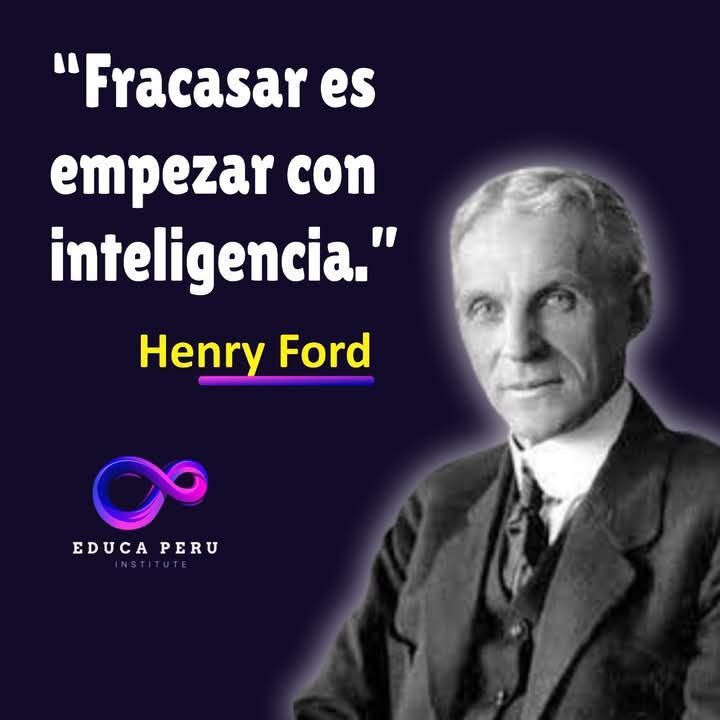 “Fracasar es
empezar con
inteligencia.”
Henry Ford
EDUCA PERU
INSTITUTE